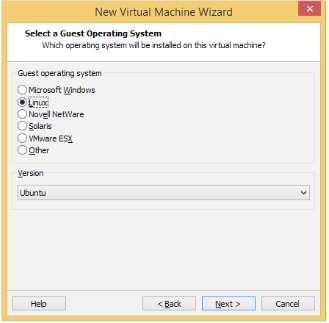 New Virtual Machine Wizard
Select a Guest Operating System
Which operating system will be installed on this virtual machine?
Guest operating system
Microsoft Windows
Linux
Novell NetWare
Solaris
VMware ESX
Other
Version
Ubuntu
Help
< Back
Next >
Cancel